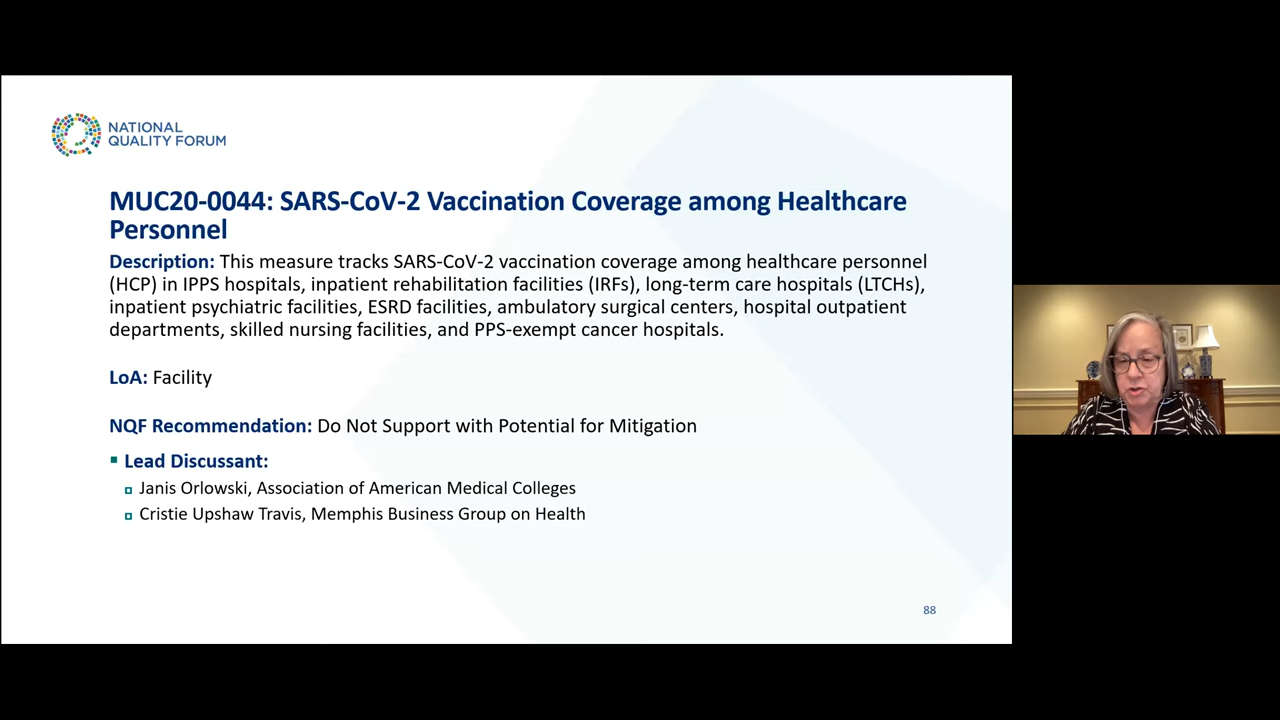 NATIONAL
QUALITY FORUM
MUC20-0044: SARS-CoV-2 Vaccination Coverage among Healthcare
Personnel
Description: This measure tracks SARS-CoV-2 vaccination coverage among healthcare personnel
(HCP) in IPPS hospitals, inpatient rehabilitation facilities (IRFs), long-term care hospitals (LTCHs),
inpatient psychiatric facilities, ESRD facilities, ambulatory surgical centers, hospital outpatient
departments, skilled nursing facilities, and PPS-exempt cancer hospitals.
LoA: Facility
NQF Recommendation: Do Not Support with Potential for Mitigation
▪ Lead Discussant:
▫ Janis Orlowski, Association of American Medical Colleges
▫ Cristie Upshaw Travis, Memphis Business Group on Health
88